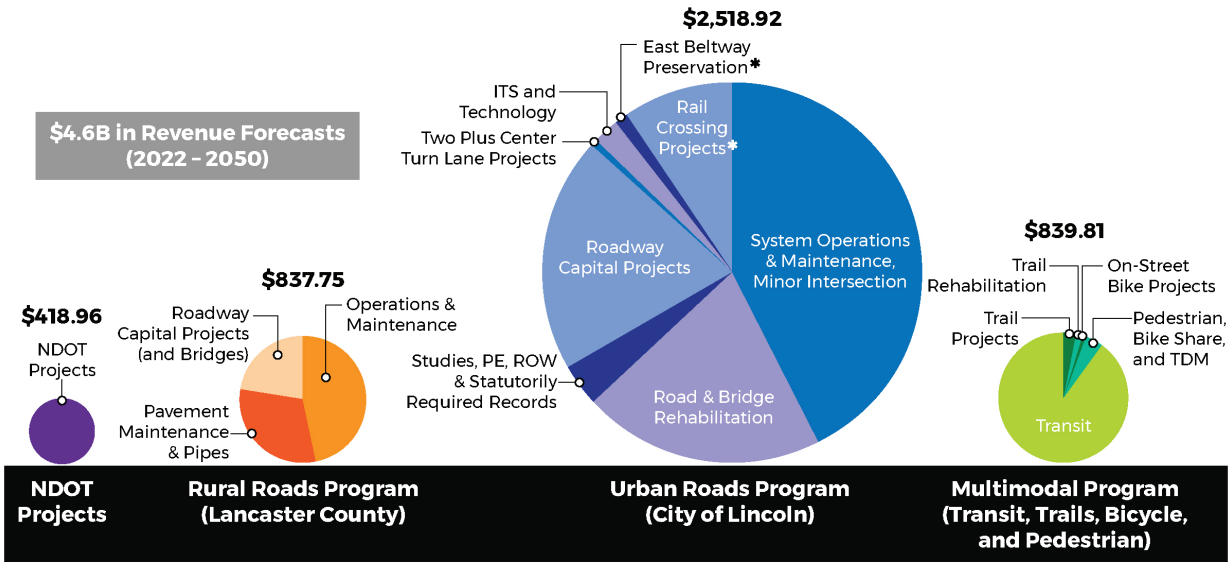 $4.6B in Revenue Forecasts
(2022 – 2050)
$418.96
NDOT
Projects
NDOT
Projects
$837.75
Roadway
Capital Projects
(and Bridges)
Operations &
Maintenance
Pavement
Maintenance
& Pipes
Rural Roads Program
(Lancaster County)
$2,518.92
East Beltway
Preservation*
ITS and
Technology
Two Plus Center
Turn Lane Projects
Rail
Crossing
Projects*
Roadway
Capital Projects
System Operations
& Maintenance,
Minor Intersection
Studies, PE, ROW
& Statutorily
Required Records
Road & Bridge
Rehabilitation
Urban Roads Program
(City of Lincoln)
$839.81
Trail
Rehabilitation
On-Street
Bike Projects
Trail
Projects
Pedestrian,
Bike Share,
and TDM
Transit
Multimodal Program
(Transit, Trails, Bicycle,
and Pedestrian)